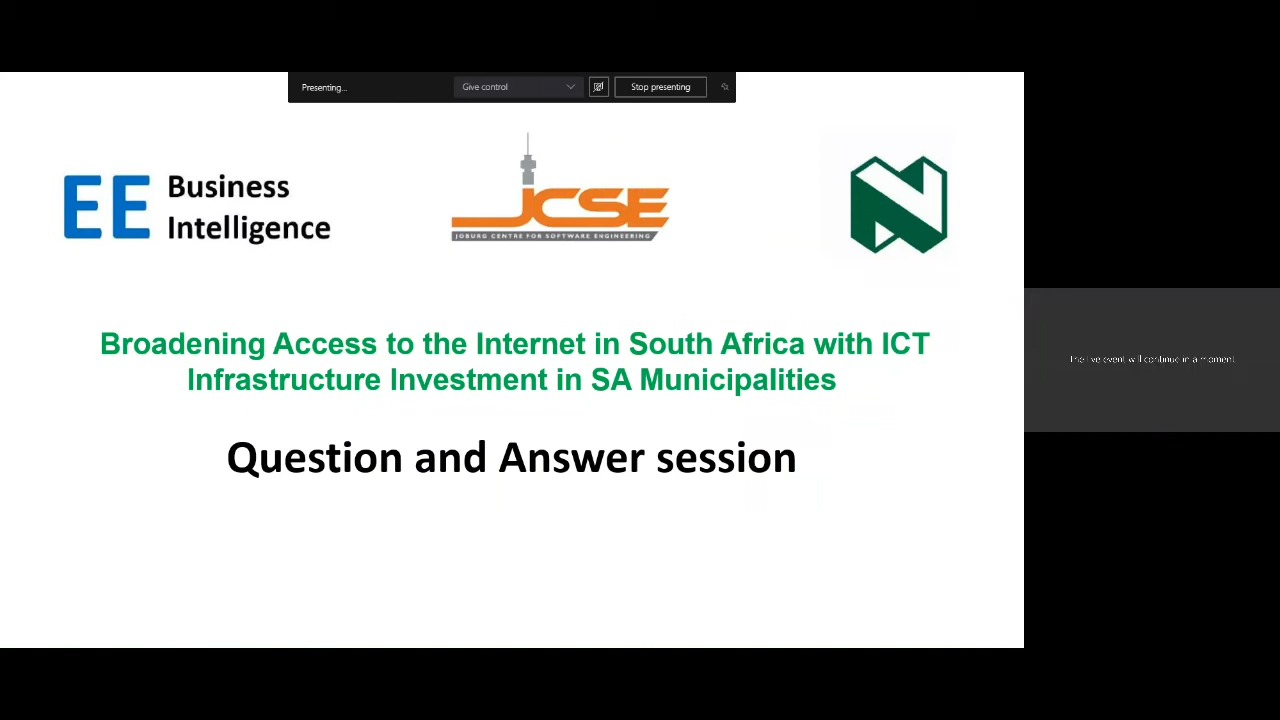 Presenting...
Give control
Stop presenting
EE Business
Intelligence
JCSE
JOBURG CENTRE FOR SOFTWARE ENGINEERING
N
Broadening Access to the Internet in South Africa with ICT
Infrastructure Investment in SA Municipalities
Question and Answer session
The live event will continue in a moment.